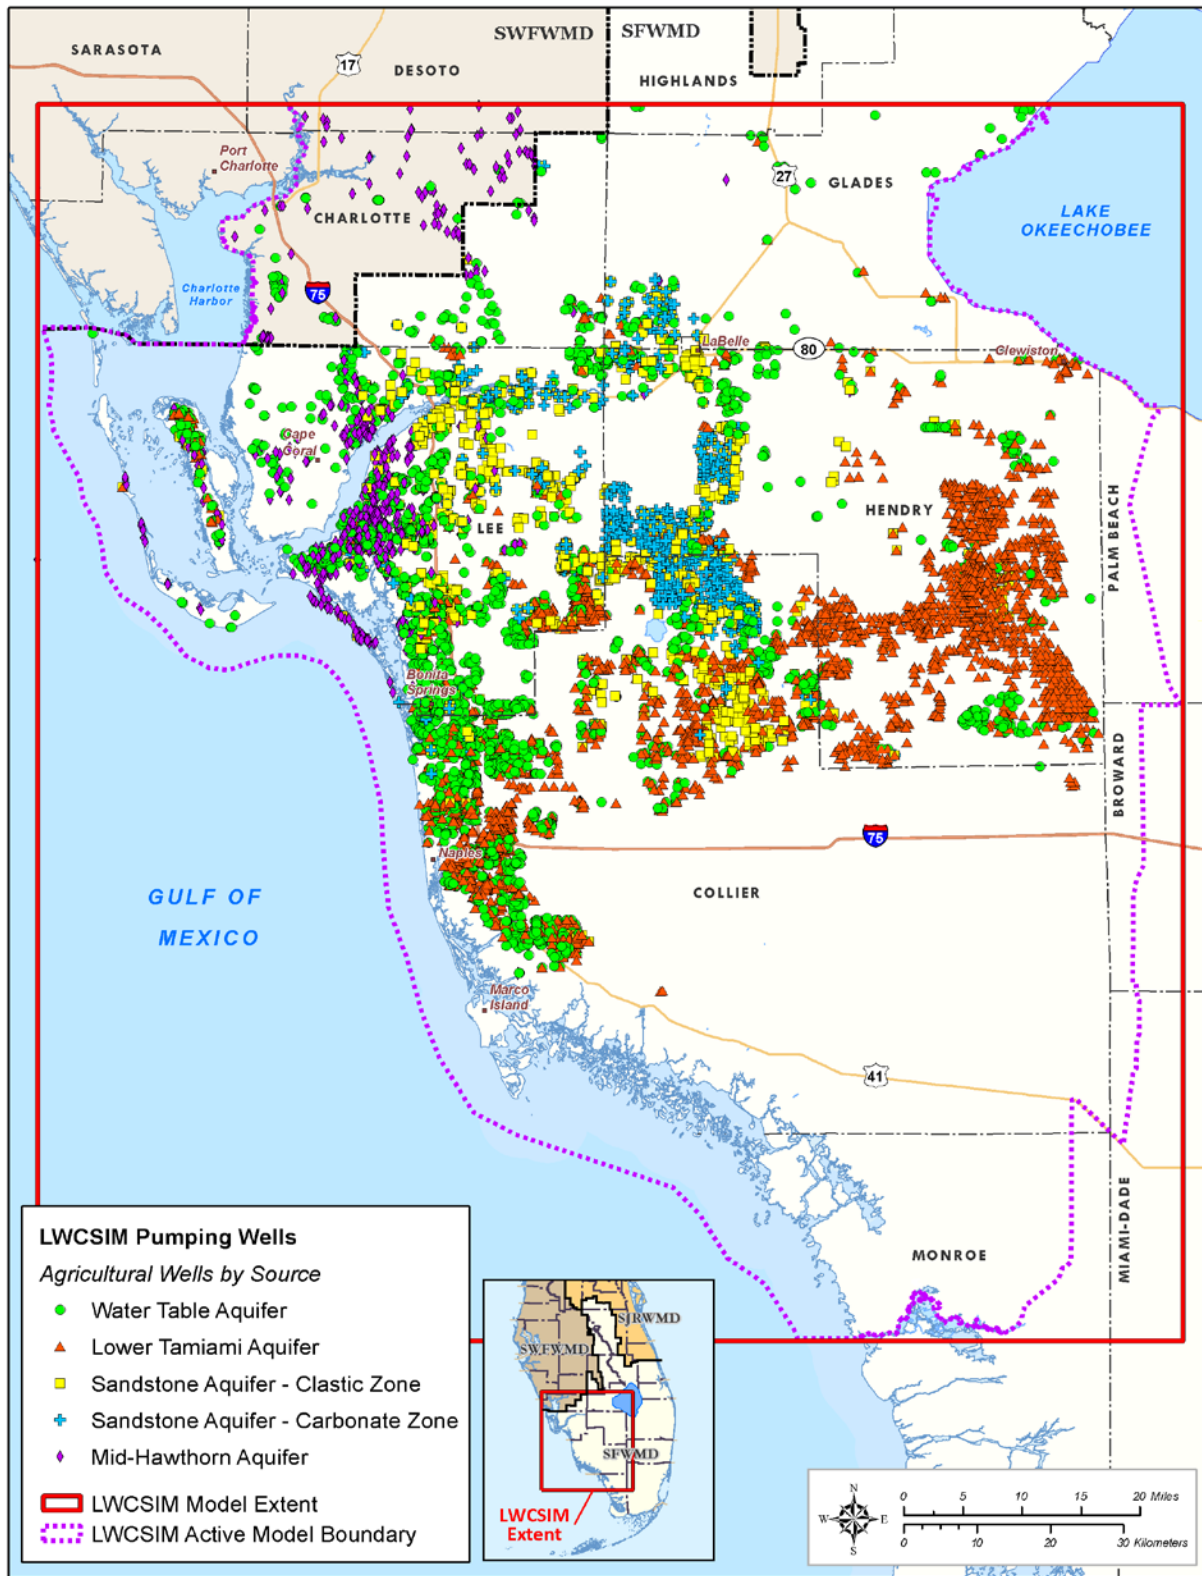 SARASOTA
17
DESOTO
SWFWMD
SFWMD
HIGHLANDS
Port
Charlotte
27
GLADES
CHARLOTTE
LAKE
OKEECHOBEE
Charlotte
Harbor
75
LaBelle
80
Clewiston
Cape
Coral
LEE
HENDRY
PALM BEACH
Bonita
Springs
BROWARD
75
Naples
COLLIER
GULF OF
MEXICO
Marco
Island
41
MIAMI-DADE
MONROE
LWCSIM Pumping Wells
Agricultural Wells by Source
Water Table Aquifer
Lower Tamiami Aquifer
Sandstone Aquifer - Clastic Zone
Sandstone Aquifer - Carbonate Zone
Mid-Hawthorn Aquifer
LWCSIM Model Extent
LWCSIM Active Model Boundary
SJRWMD
SWFWMD
SFWMD
LWCSIM
Extent
N
W E
S
0 5 10 15 20 Miles
0 10 20 30 Kilometers